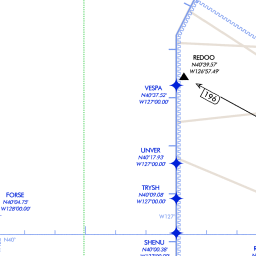 REDOO
N40°39.57'
W126°57.49'
VESPA
N40°37.52'
W127°00.00'
196
UNVER
N40°17.93'
W127°00.00'
TRYSH
N40°09.08'
W127°00.00'
FORSE
N40°04.75'
W128°00.00'
W127°
N40°
SHENU
N40°00.38'
W127°00.00'